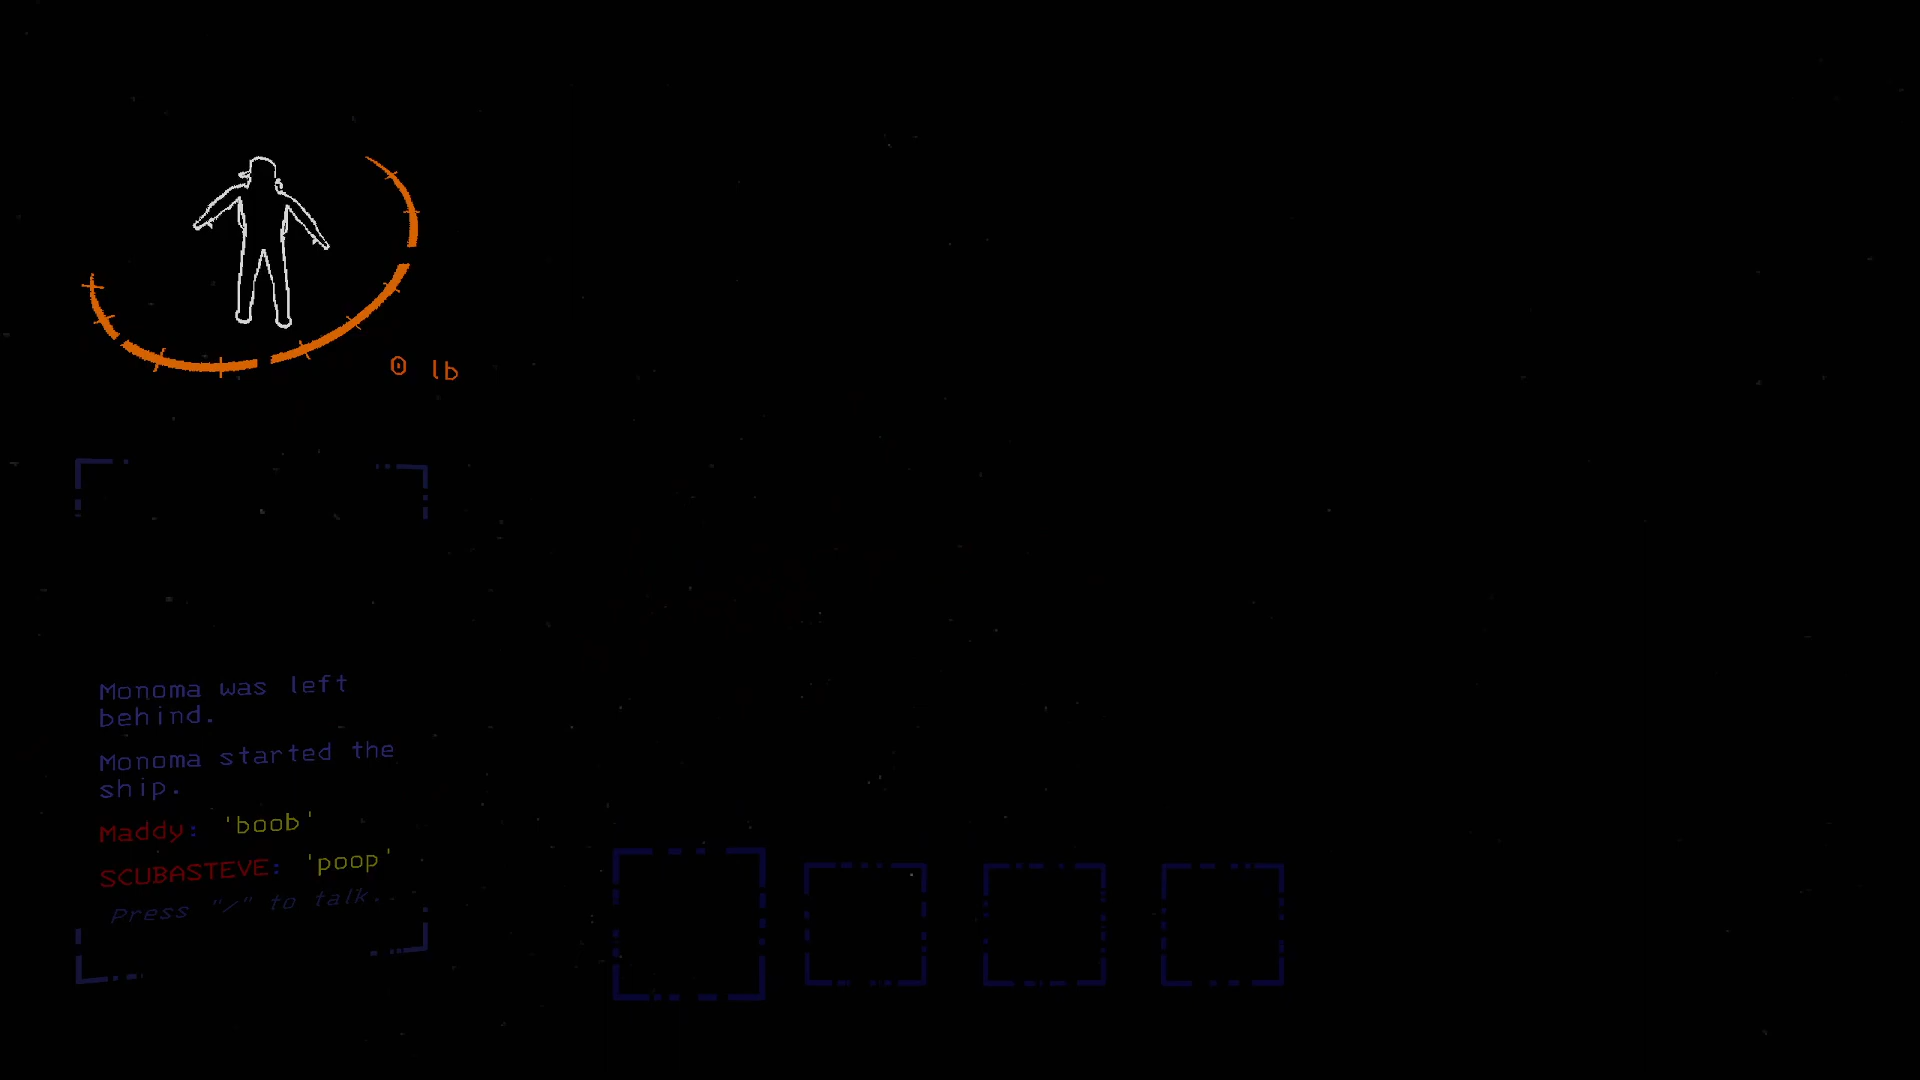 0 lb
Monoma was left
behind.
Monoma started the
ship.
Maddy: 'boob'
SCUBASTEVE: 'poop'
Press "/" to talk..